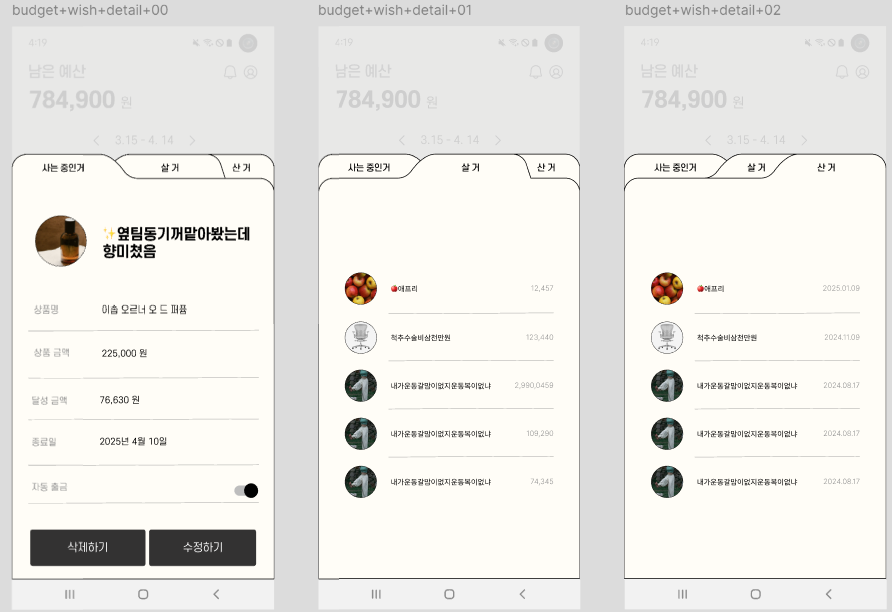 budget+wish+detail+00
4:19
남은 예산
784,900 원
3.15 - 4. 14
사는 중인거
살 거
산 거
✨옆팀동기꺼맡아봤는데
향미쳤음
상품명
이솝 오르너 오 드 퍼퓸
상품 금액
225,000 원
달성 금액
76,630 원
종료일
2025년 4월 10일
자동 출금
삭제하기
수정하기
budget+wish+detail+01
4:19
남은 예산
784,900 원
3.15 - 4. 14
사는 중인거
살 거
산 거
🍎애프리
12,457
척추수술비삼천만원
123,440
내가운동갈맘이없지운동복이없냐
2,990,0459
내가운동갈맘이없지운동복이없냐
109,290
내가운동갈맘이없지운동복이없냐
74,345
budget+wish+detail+02
4:19
남은 예산
784,900 원
3.15 - 4. 14
사는 중인거
살 거
산 거
🍎애프리
2025.01.09
척추수술비삼천만원
2024.11.09
내가운동갈맘이없지운동복이없냐
2024.08.17
내가운동갈맘이없지운동복이없냐
2024.08.17
내가운동갈맘이없지운동복이없냐
2024.08.17